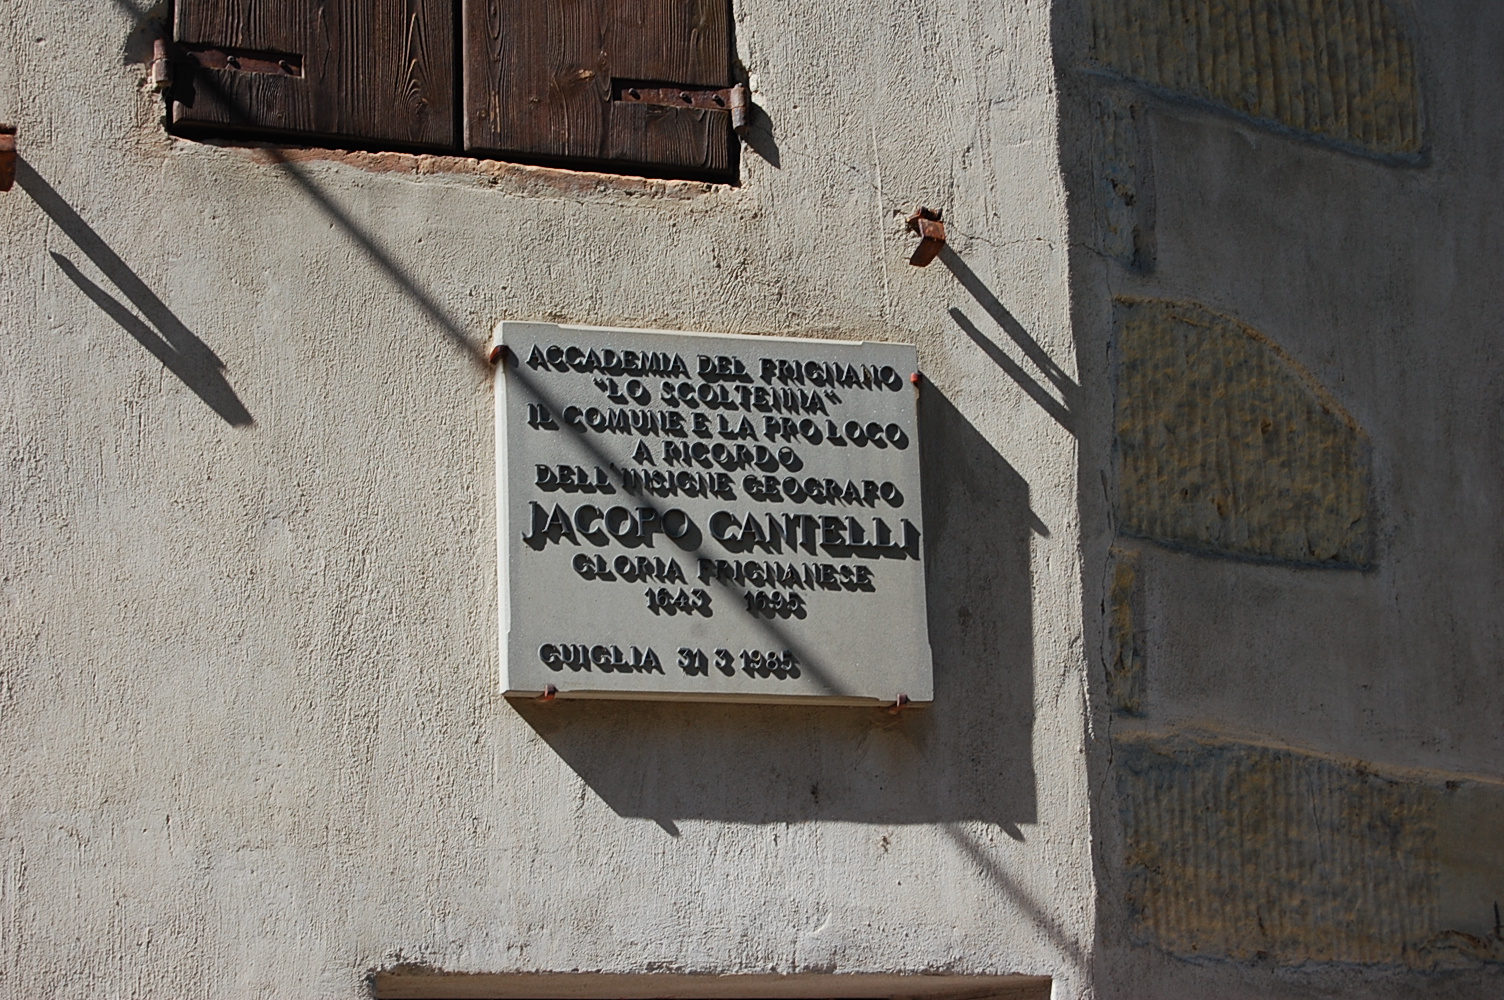 ACCADEMIA DEL FRIGNANO
"LO SCOLTENNA"
IL COMUNE E LA PRO LOCO
A RICORDO
DELL'INSIGNE GEOGRAFO
JACOPO CANTELLI
GLORIA FRIGNANESE
1643 1695
GUIGLIA 31 3 1985